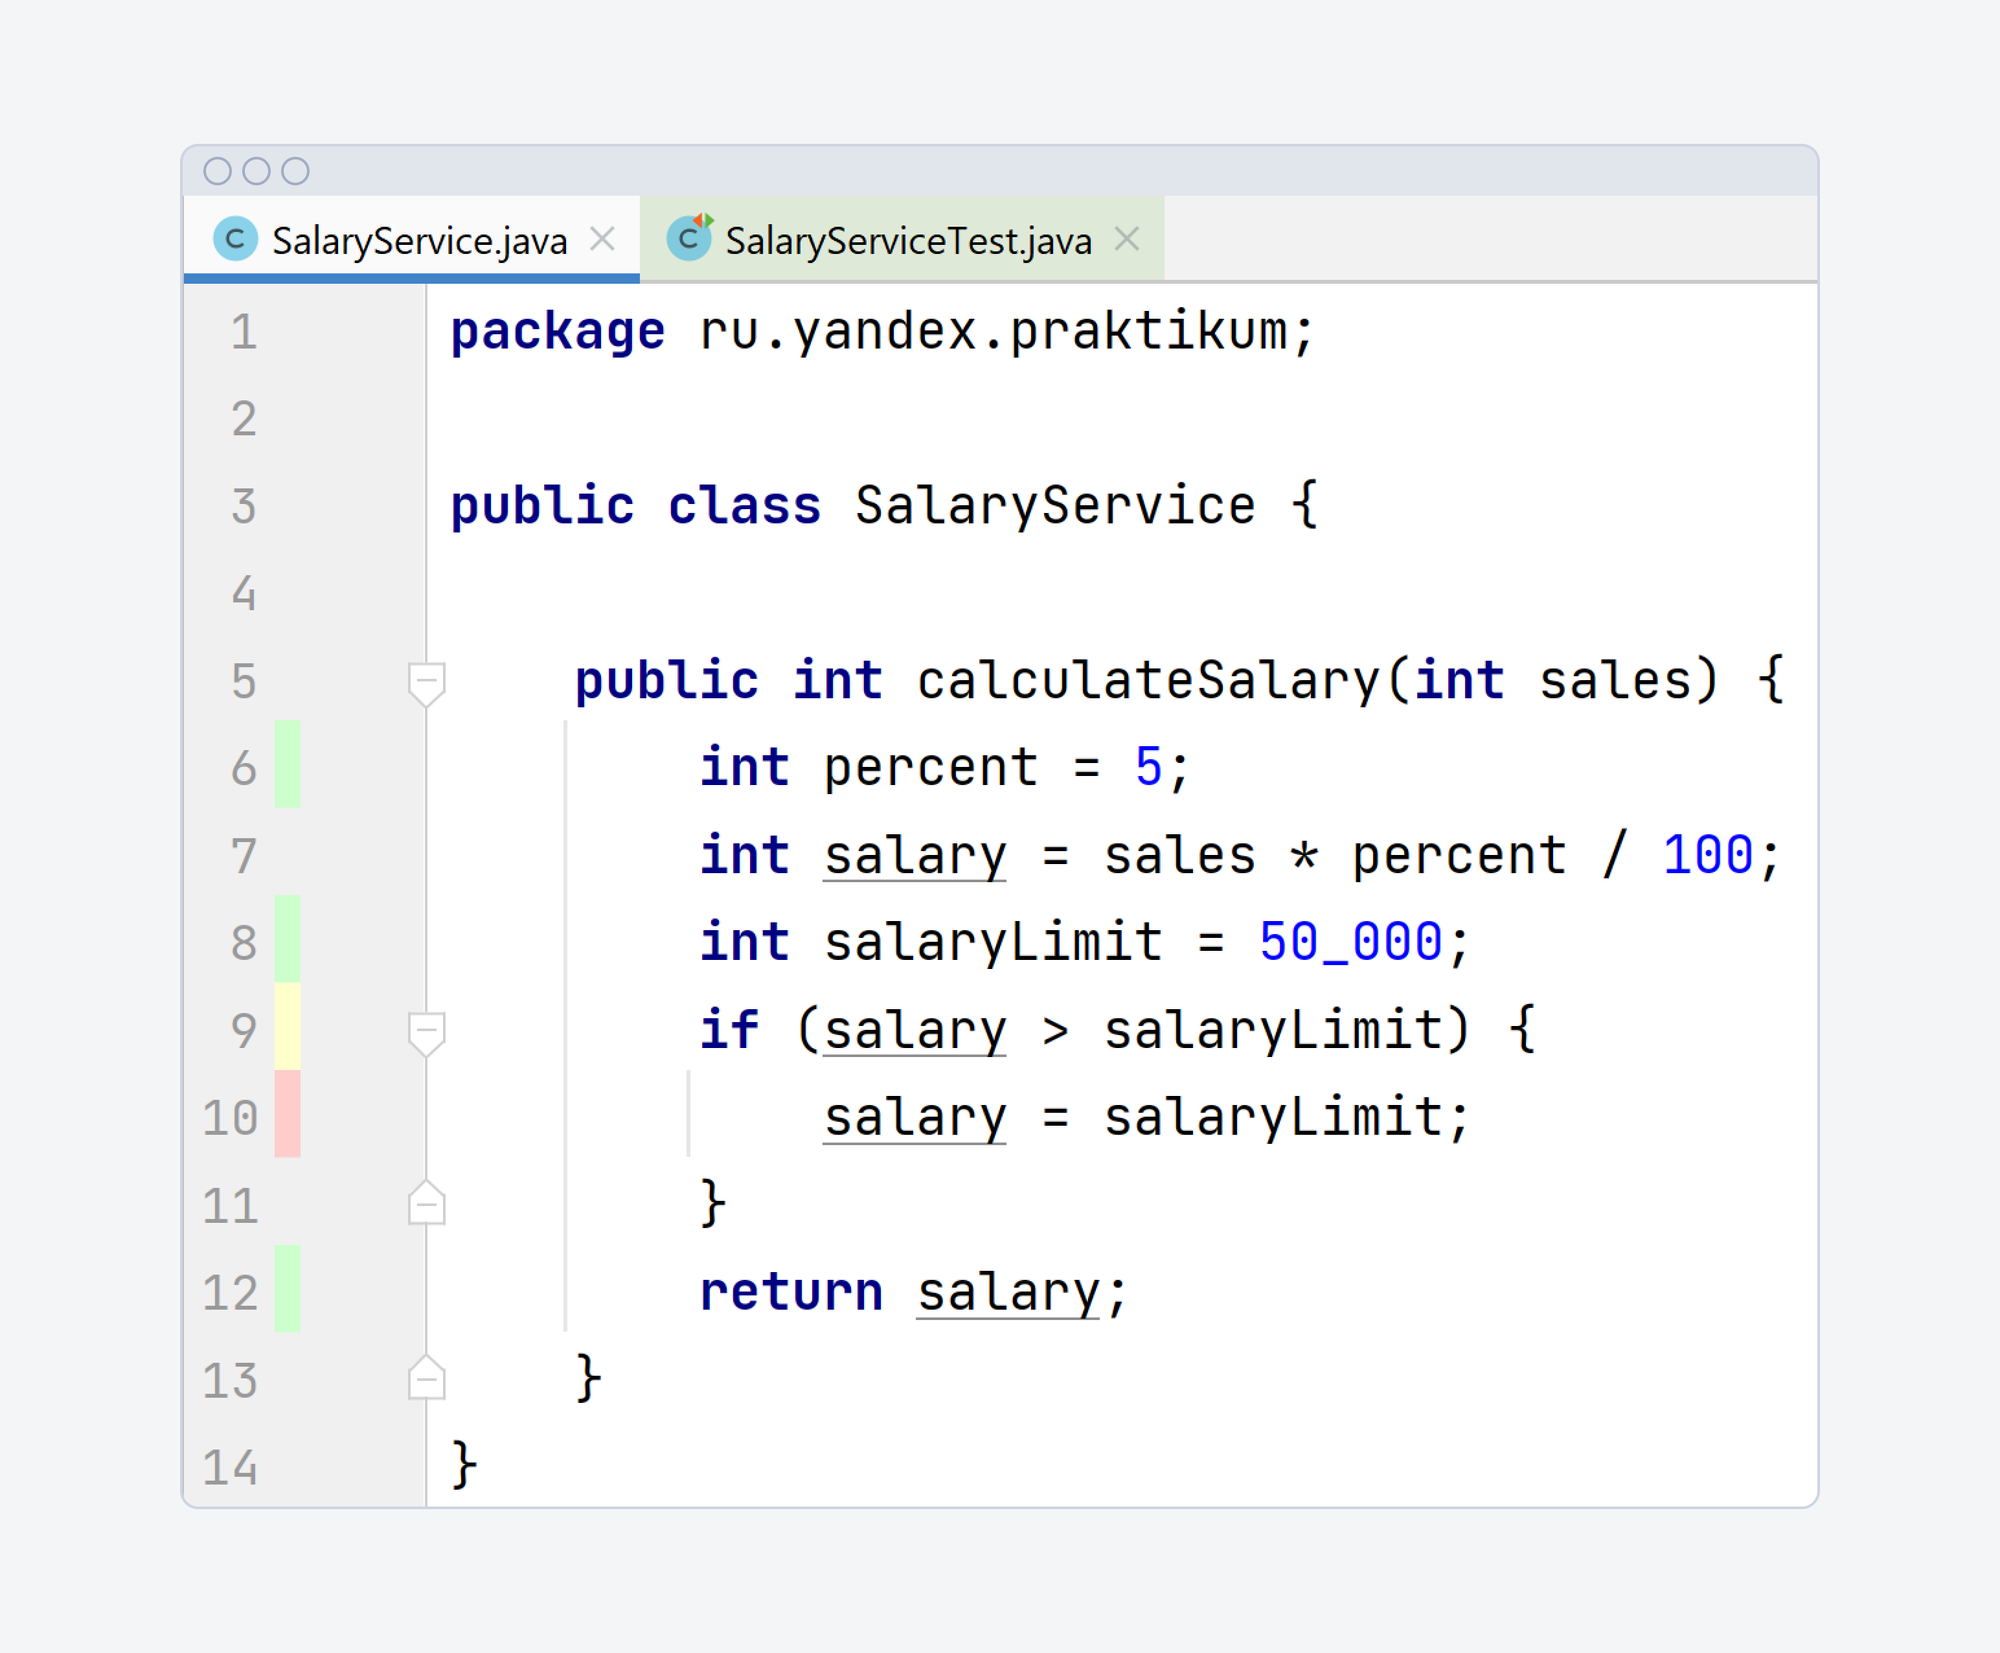 SalaryService.java SalaryServiceTest.java
1 package ru.yandex.praktikum;
2
3 public class SalaryService {
4
5 public int calculateSalary(int sales) {
6 int percent = 5;
7 int salary = sales * percent / 100;
8 int salaryLimit = 50_000;
9 if (salary > salaryLimit) {
10 salary = salaryLimit;
11 }
12 return salary;
13 }
14 }